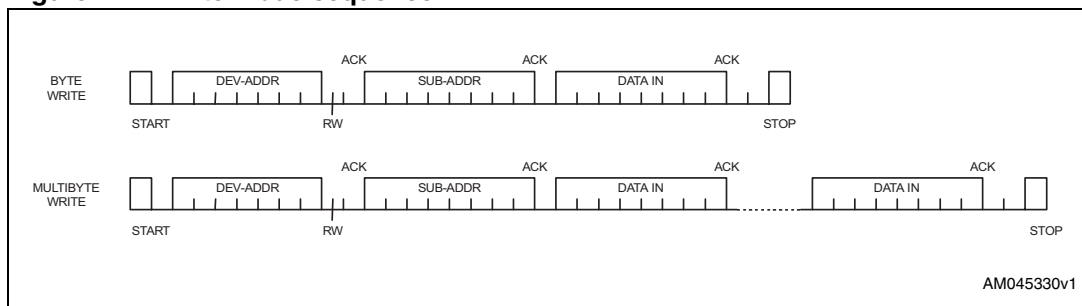 ACK ACK ACK
BYTE WRITE DEV-ADDR SUB-ADDR DATA IN
START RW STOP
ACK ACK ACK ACK
MULTIBYTE WRITE DEV-ADDR SUB-ADDR DATA IN DATA IN
START RW STOP
AM045330v1